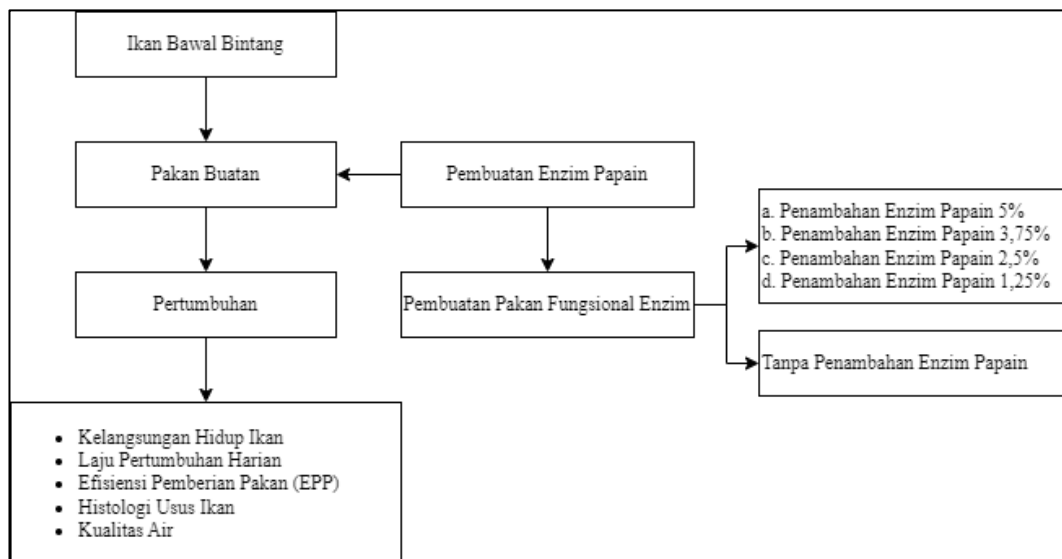 Ikan Bawal Bintang
Pakan Buatan
Pembuatan Enzim Papain
a. Penambahan Enzim Papain 5%
b. Penambahan Enzim Papain 3,75%
c. Penambahan Enzim Papain 2,5%
d. Penambahan Enzim Papain 1,25%
Pertumbuhan
Pembuatan Pakan Fungsional Enzim
Tanpa Penambahan Enzim Papain
• Kelangsungan Hidup Ikan
• Laju Pertumbuhan Harian
• Efisiensi Pemberian Pakan (EPP)
• Histologi Usus Ikan
• Kualitas Air